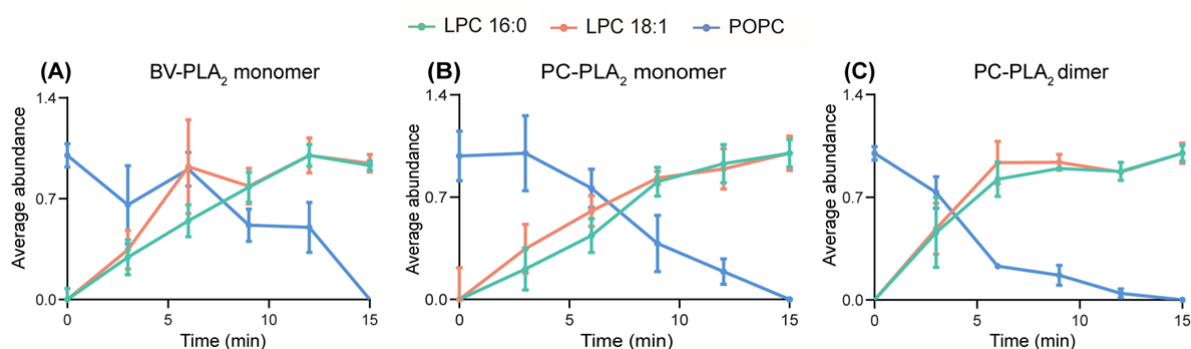 LPC 16:0 LPC 18:1 POPC
(A) BV-PLA₂ monomer
Average abundance
1.4
0.7
0.0
0 5 10 15
Time (min)
(B) PC-PLA₂ monomer
Average abundance
1.4
0.7
0.0
0 5 10 15
Time (min)
(C) PC-PLA₂ dimer
Average abundance
1.4
0.7
0.0
0 5 10 15
Time (min)